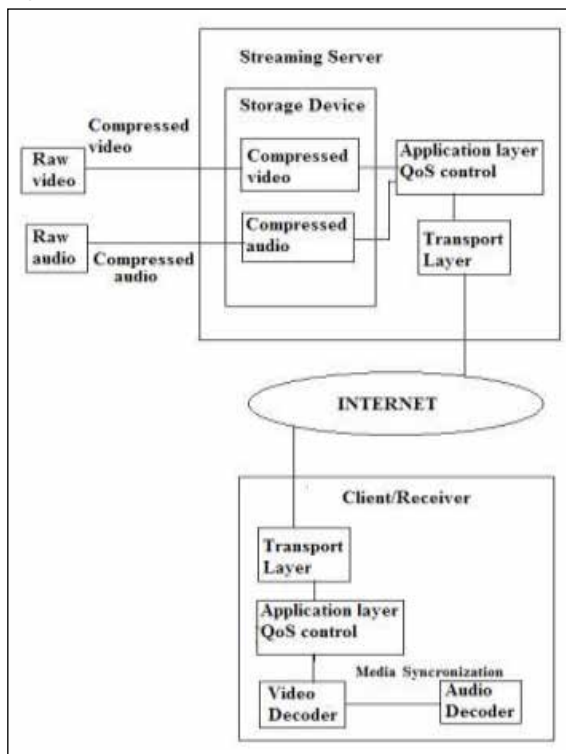 Streaming Server
Storage Device
Compressed
video
Raw
video
Compressed
video
Application layer
QoS control
Raw
audio
Compressed
audio
Compressed
audio
Transport
Layer
INTERNET
Client/Receiver
Transport
Layer
Application layer
QoS control
Media Syncronization
Video
Decoder
Audio
Decoder